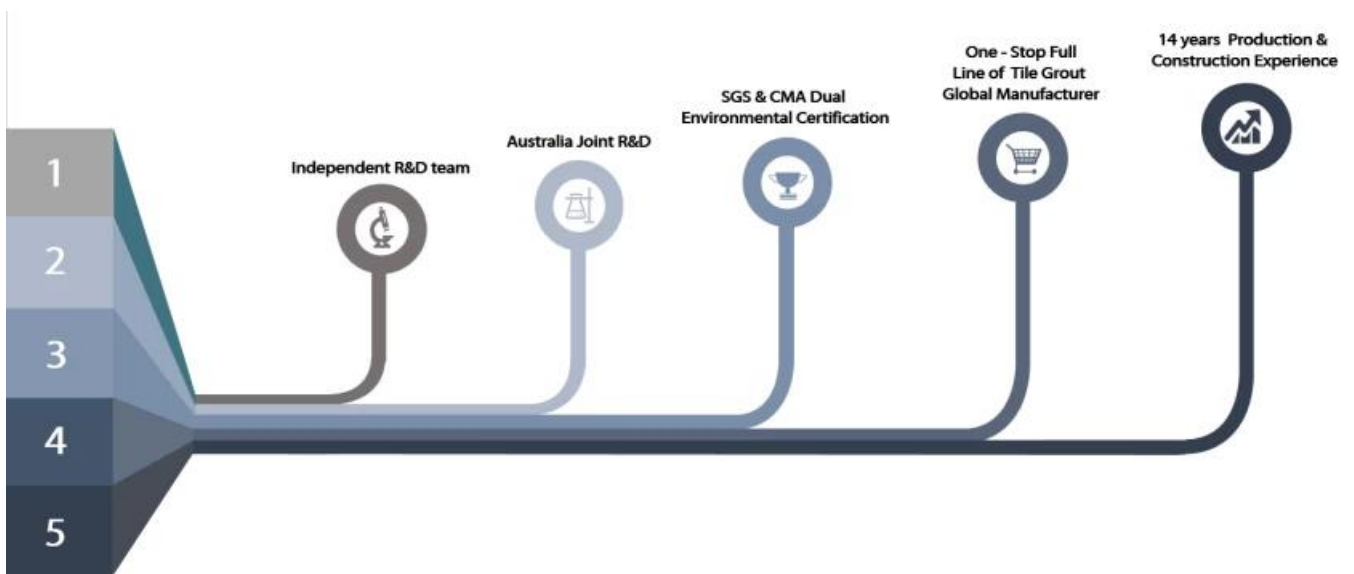 1
2
3
4
5
Independent R&D team
Australia Joint R&D
SGS & CMA Dual
Environmental Certification
One - Stop Full
Line of Tile Grout
Global Manufacturer
14 years Production &
Construction Experience